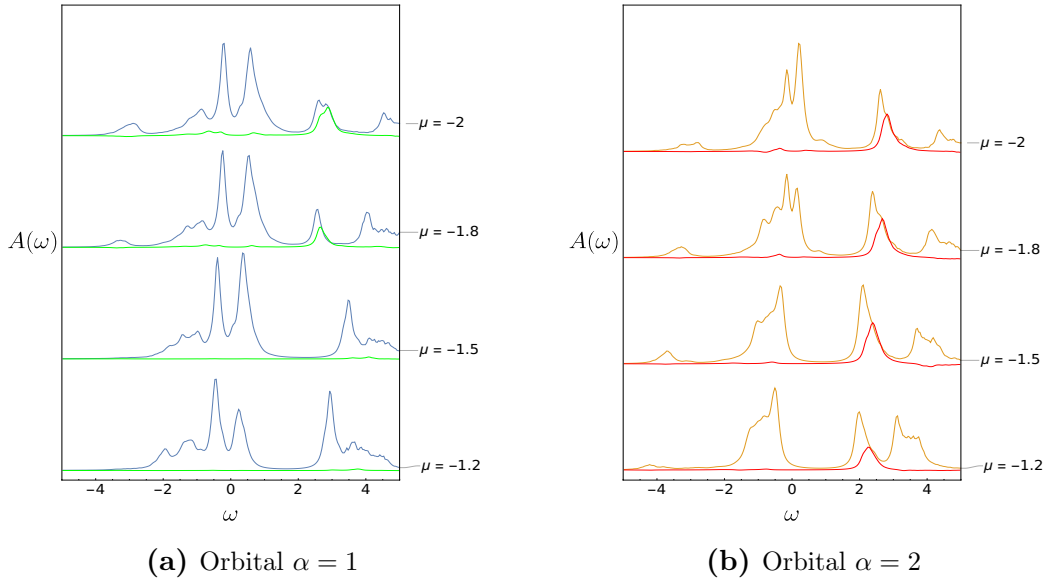 A(ω)
μ = −2
μ = −1.8
μ = −1.5
μ = −1.2
−4 −2 0 2 4
ω
(a) Orbital α = 1
A(ω)
μ = −2
μ = −1.8
μ = −1.5
μ = −1.2
−4 −2 0 2 4
ω
(b) Orbital α = 2